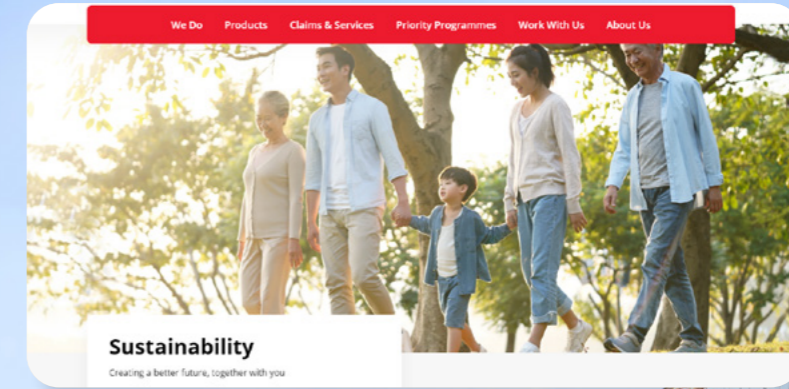 We Do Products Claims & Services Priority Programmes Work With Us About Us
Sustainability
Creating a better future, together with you